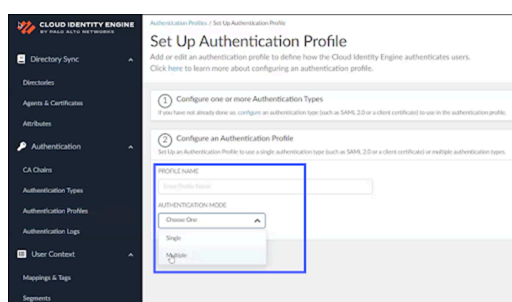 CLOUD IDENTITY ENGINE
BY PALO ALTO NETWORKS
Directory Sync
Directories
Agents & Certificates
Attributes
Authentication
CA Chains
Authentication Types
Authentication Profiles
Authentication Logs
User Context
Mappings & Tags
Segments
Authentication Profiles / Set Up Authentication Profile
Set Up Authentication Profile
Add or edit an authentication profile to define how the Cloud Identity Engine authenticates users.
Click here to learn more about configuring an authentication profile.
1 Configure one or more Authentication Types
If you have not already done so, configure an authentication type (such as SAML 2.0 or a client certificate) to use in the authentication profile.
2 Configure an Authentication Profile
Set Up an Authentication Profile to use a single authentication type (such as SAML 2.0 or a client certificate) or multiple authentication types.
PROFILE NAME
Enter Profile Name
AUTHENTICATION MODE
Choose One
Single
Multiple